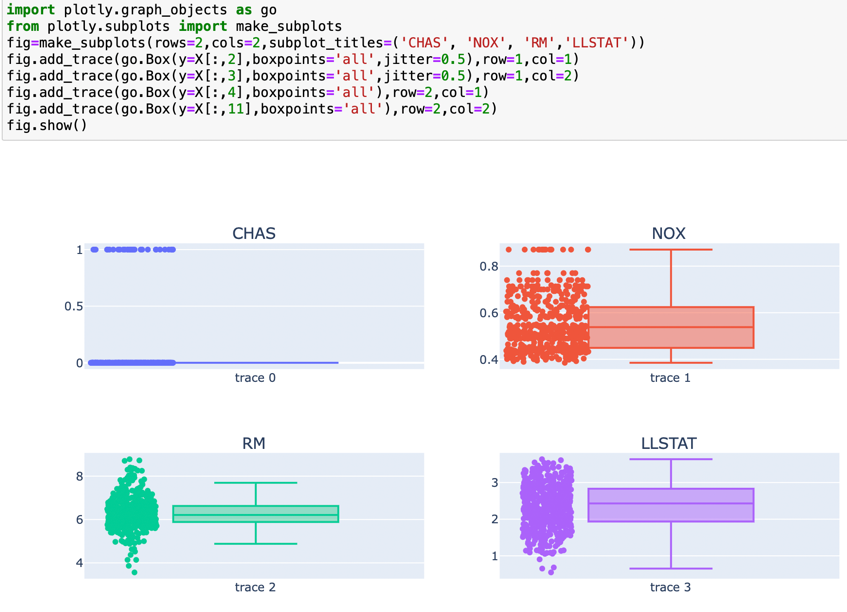 import plotly.graph_objects as go
from plotly.subplots import make_subplots
fig=make_subplots(rows=2,cols=2,subplot_titles=('CHAS', 'NOX', 'RM','LLSTAT'))
fig.add_trace(go.Box(y=X[:,2],boxpoints='all',jitter=0.5),row=1,col=1)
fig.add_trace(go.Box(y=X[:,3],boxpoints='all',jitter=0.5),row=1,col=2)
fig.add_trace(go.Box(y=X[:,4],boxpoints='all'),row=2,col=1)
fig.add_trace(go.Box(y=X[:,11],boxpoints='all'),row=2,col=2)
fig.show()
CHAS
1
0.5
0
trace 0
NOX
0.8
0.6
0.4
trace 1
RM
8
6
4
trace 2
LLSTAT
3
2
1
trace 3